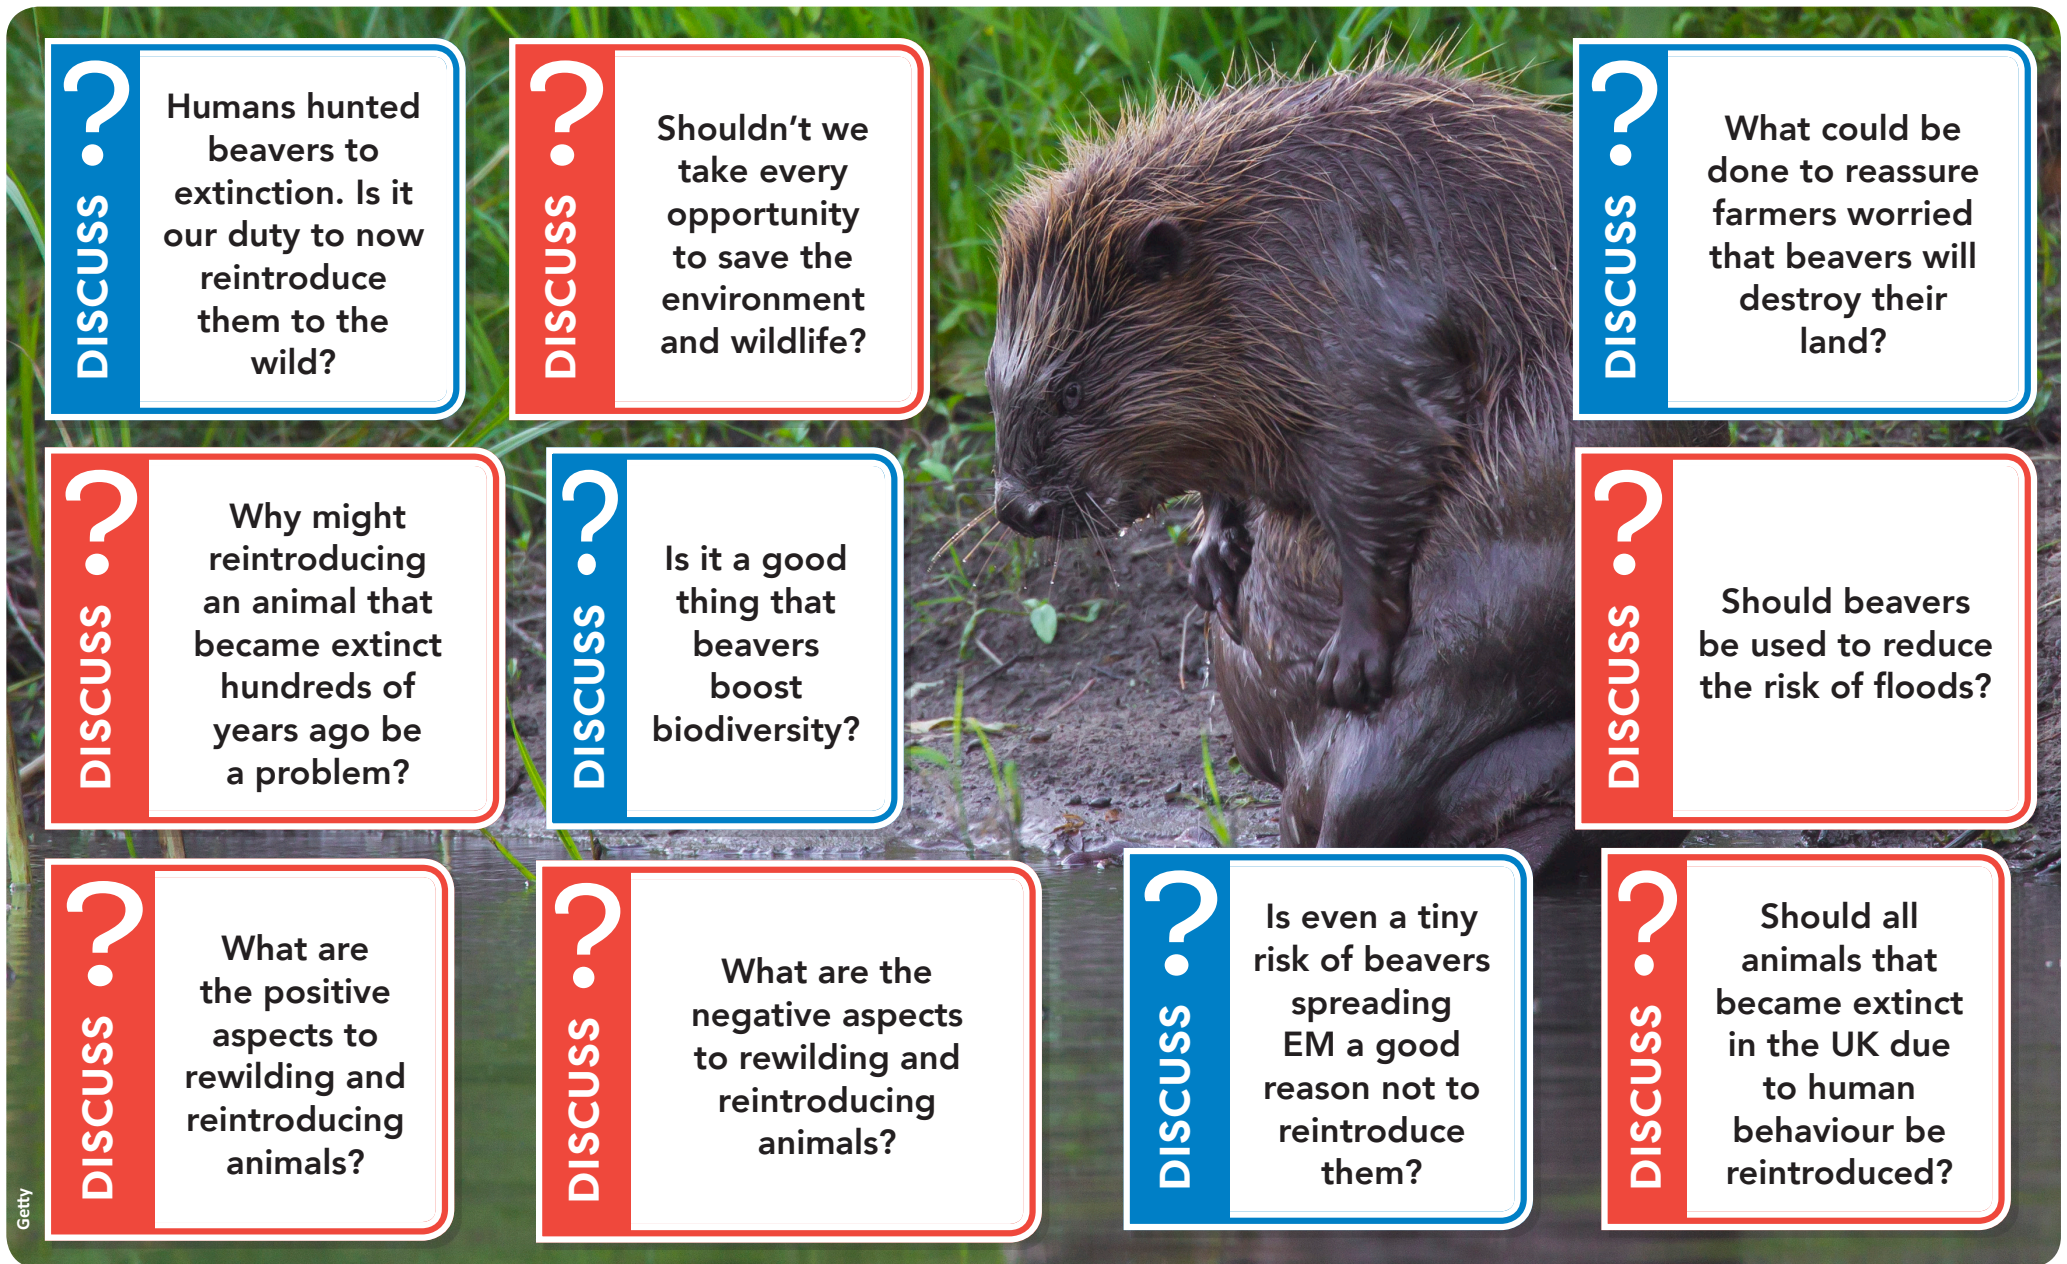 ?
DISCUSS
Humans hunted
beavers to
extinction. Is it
our duty to now
reintroduce
them to the
wild?
?
DISCUSS
Shouldn’t we
take every
opportunity
to save the
environment
and wildlife?
?
DISCUSS
What could be
done to reassure
farmers worried
that beavers will
destroy their
land?
?
DISCUSS
Why might
reintroducing
an animal that
became extinct
hundreds of
years ago be
a problem?
?
DISCUSS
Is it a good
thing that
beavers
boost
biodiversity?
?
DISCUSS
Should beavers
be used to reduce
the risk of floods?
?
DISCUSS
What are
the positive
aspects to
rewilding and
reintroducing
animals?
?
DISCUSS
What are the
negative aspects
to rewilding and
reintroducing
animals?
?
DISCUSS
Is even a tiny
risk of beavers
spreading
EM a good
reason not to
reintroduce
them?
?
DISCUSS
Should all
animals that
became extinct
in the UK due
to human
behaviour be
reintroduced?
Getty